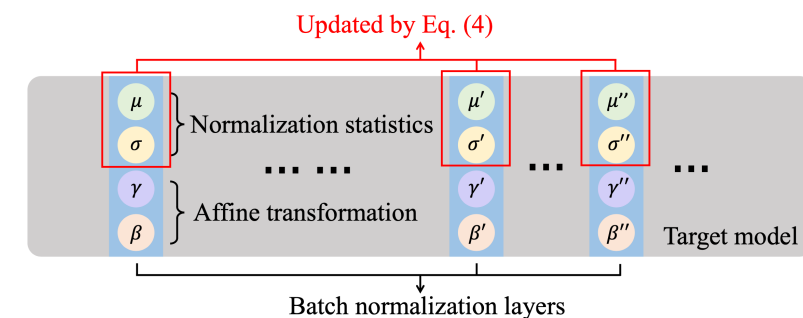 Updated by Eq. (4)
μ μ′ μ′′
Normalization statistics
σ σ′ σ′′
... ... ... ...
γ γ′ γ′′
Affine transformation
β β′ β′′
Target model
Batch normalization layers